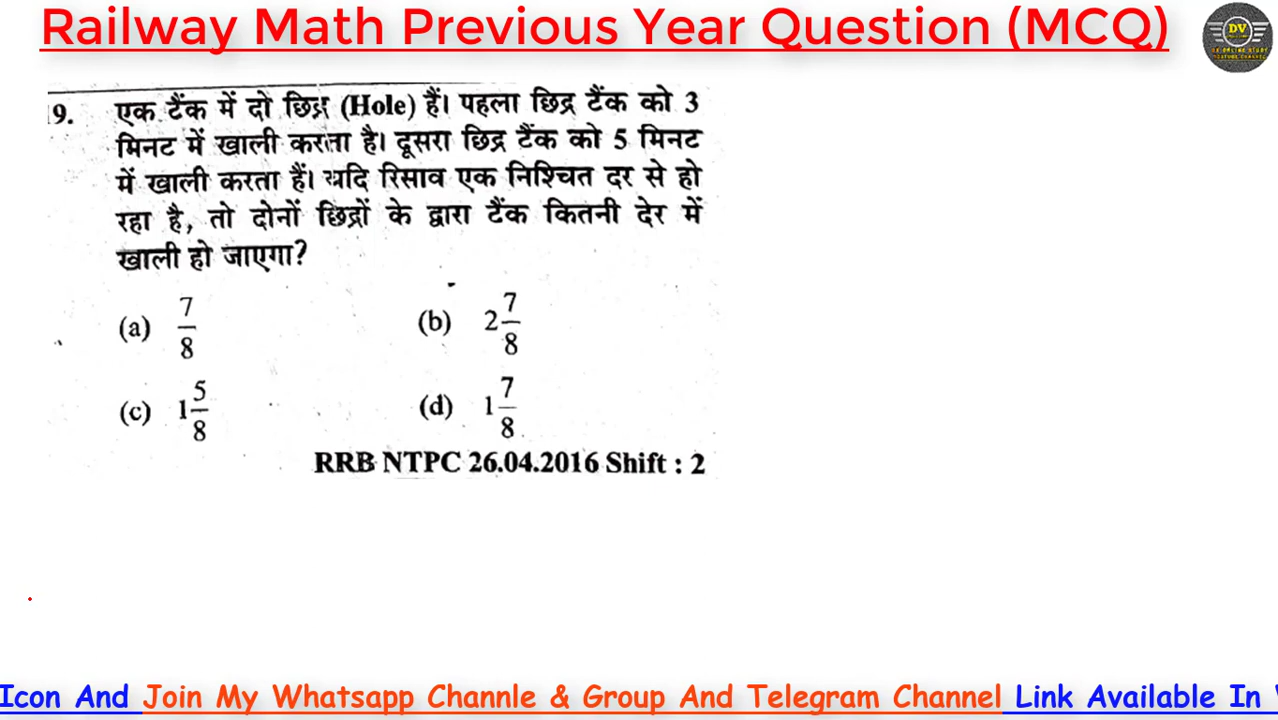 Railway Math Previous Year Question (MCQ)
DV
19. एक टैंक में दो छिद्र (Hole) हैं। पहला छिद्र टैंक को 3
मिनट में खाली करता है। दूसरा छिद्र टैंक को 5 मिनट
में खाली करता हैं। यदि रिसाव एक निश्चित दर से हो
रहा है, तो दोनों छिद्रों के द्वारा टैंक कितनी देर में
खाली हो जाएगा?
(a) 7/8 (b) 2 7/8
(c) 1 5/8 (d) 1 7/8
RRB NTPC 26.04.2016 Shift : 2
Icon And Join My Whatsapp Channle & Group And Telegram Channel Link Available In